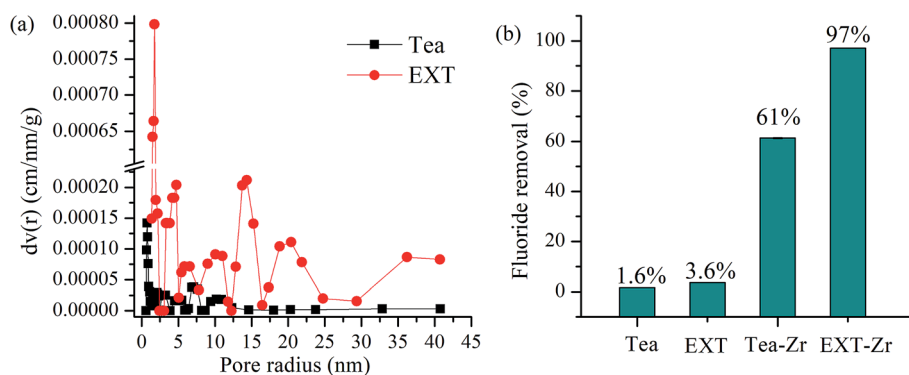 (a)
Tea
EXT
dv(r) (cm/nm/g)
0.00080
0.00075
0.00070
0.00065
0.00020
0.00015
0.00010
0.00005
0.00000
0 5 10 15 20 25 30 35 40 45
Pore radius (nm)
(b)
Fluoride removal (%)
100
80
60
40
20
0
1.6%
3.6%
61%
97%
Tea EXT Tea-Zr EXT-Zr